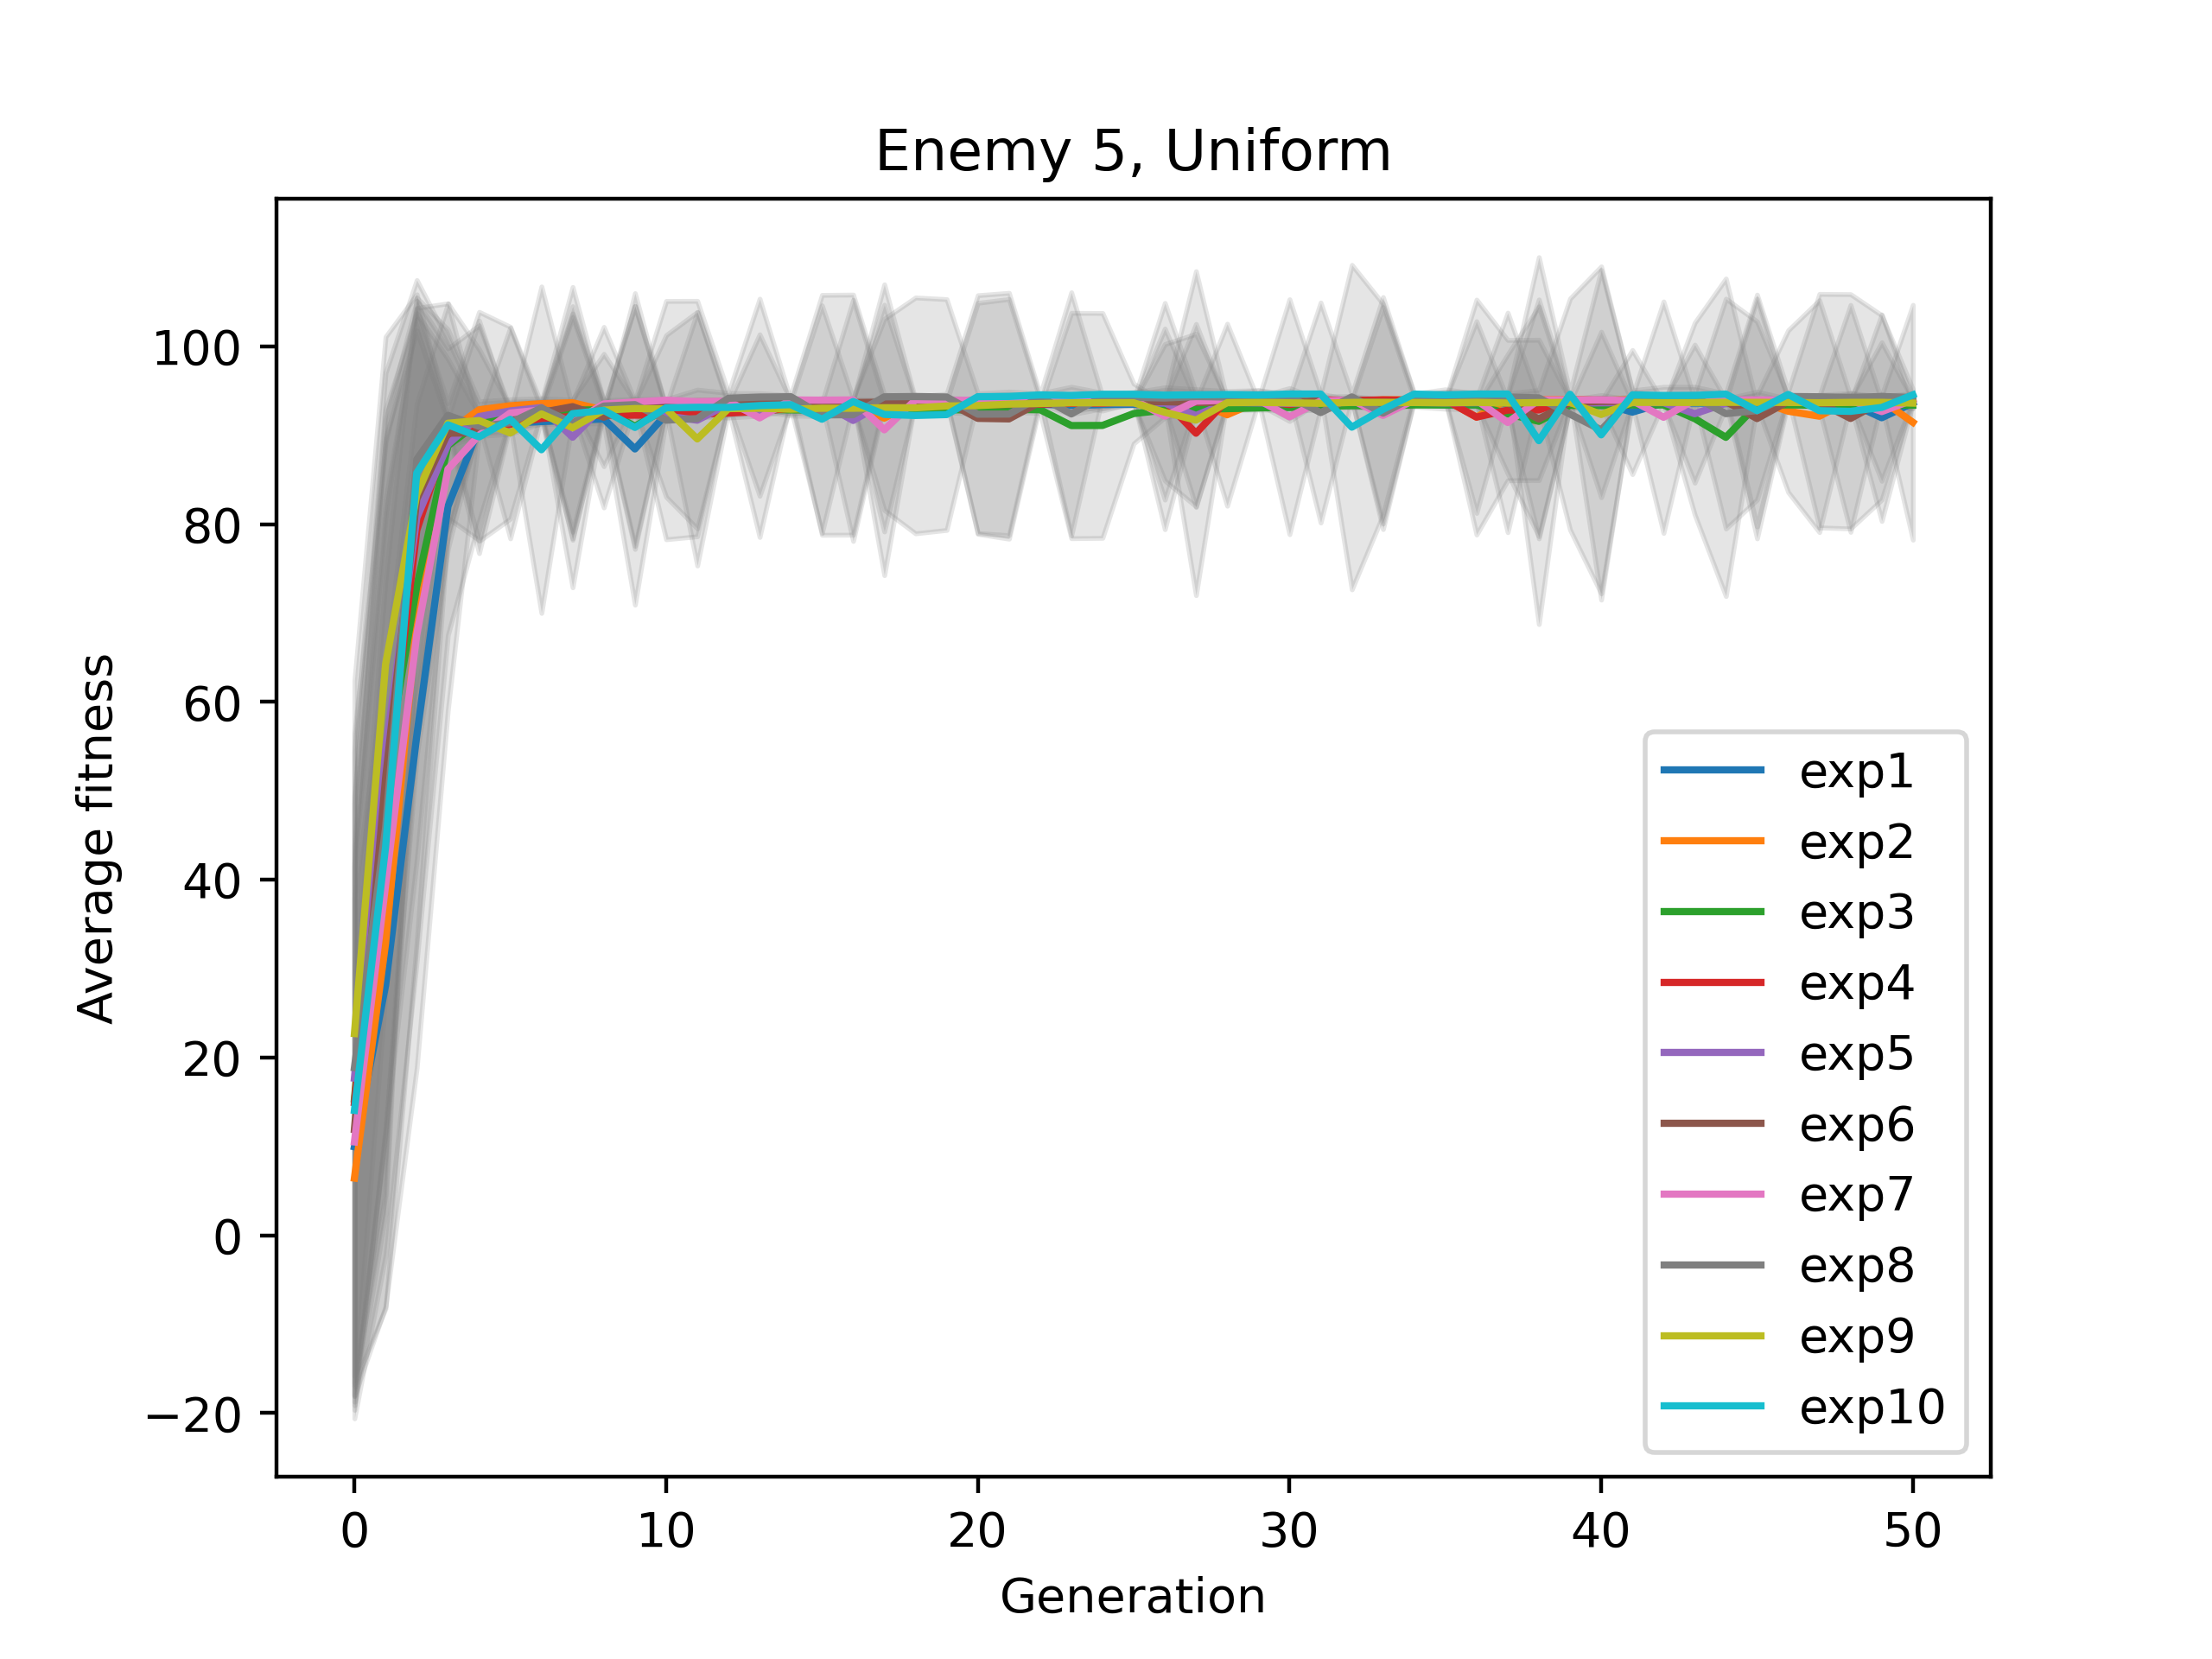 Enemy 5, Uniform
Average fitness
100
80
60
40
20
0
−20
0 10 20 30 40 50
Generation
exp1
exp2
exp3
exp4
exp5
exp6
exp7
exp8
exp9
exp10